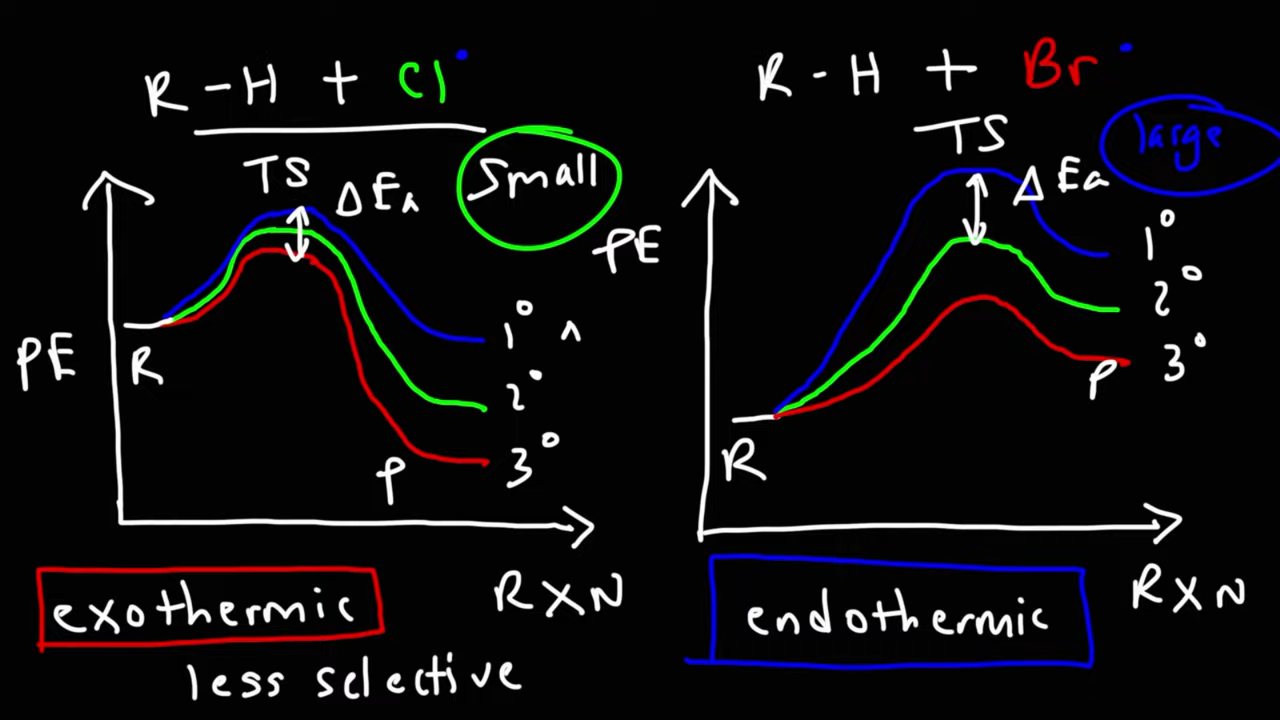 R-H + Cl•
TS
ΔEa
Small
PE
R
1° ^
2°
3°
P
RXN
exothermic
less selective
R-H + Br•
TS
ΔEa
large
PE
R
1°
2°
3°
P
RXN
endothermic